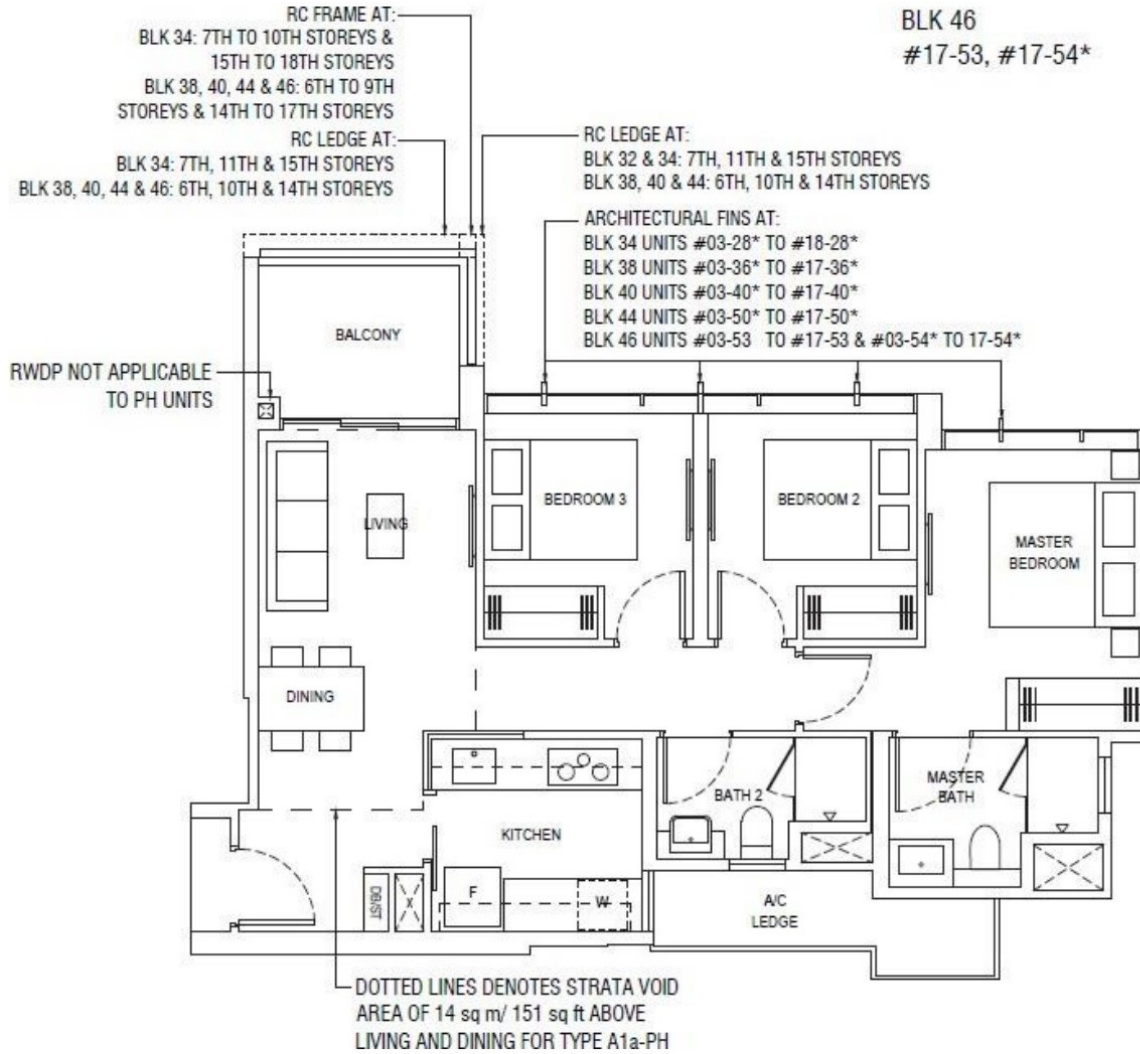 BLK 46
#17-53, #17-54*
RC FRAME AT:
BLK 34: 7TH TO 10TH STOREYS &
15TH TO 18TH STOREYS
BLK 38, 40, 44 & 46: 6TH TO 9TH
STOREYS & 14TH TO 17TH STOREYS
RC LEDGE AT:
BLK 34: 7TH, 11TH & 15TH STOREYS
BLK 38, 40, 44 & 46: 6TH, 10TH & 14TH STOREYS
RC LEDGE AT:
BLK 32 & 34: 7TH, 11TH & 15TH STOREYS
BLK 38, 40 & 44: 6TH, 10TH & 14TH STOREYS
ARCHITECTURAL FINS AT:
BLK 34 UNITS #03-28* TO #18-28*
BLK 38 UNITS #03-36* TO #17-36*
BLK 40 UNITS #03-40* TO #17-40*
BLK 44 UNITS #03-50* TO #17-50*
BLK 46 UNITS #03-53 TO #17-53 & #03-54* TO 17-54*
BALCONY
RWDP NOT APPLICABLE
TO PH UNITS
LIVING
BEDROOM 3
BEDROOM 2
MASTER
BEDROOM
DINING
KITCHEN
BATH 2
MASTER
BATH
F
W
DB/ST
A/C
LEDGE
DOTTED LINES DENOTES STRATA VOID
AREA OF 14 sq m/ 151 sq ft ABOVE
LIVING AND DINING FOR TYPE A1a-PH